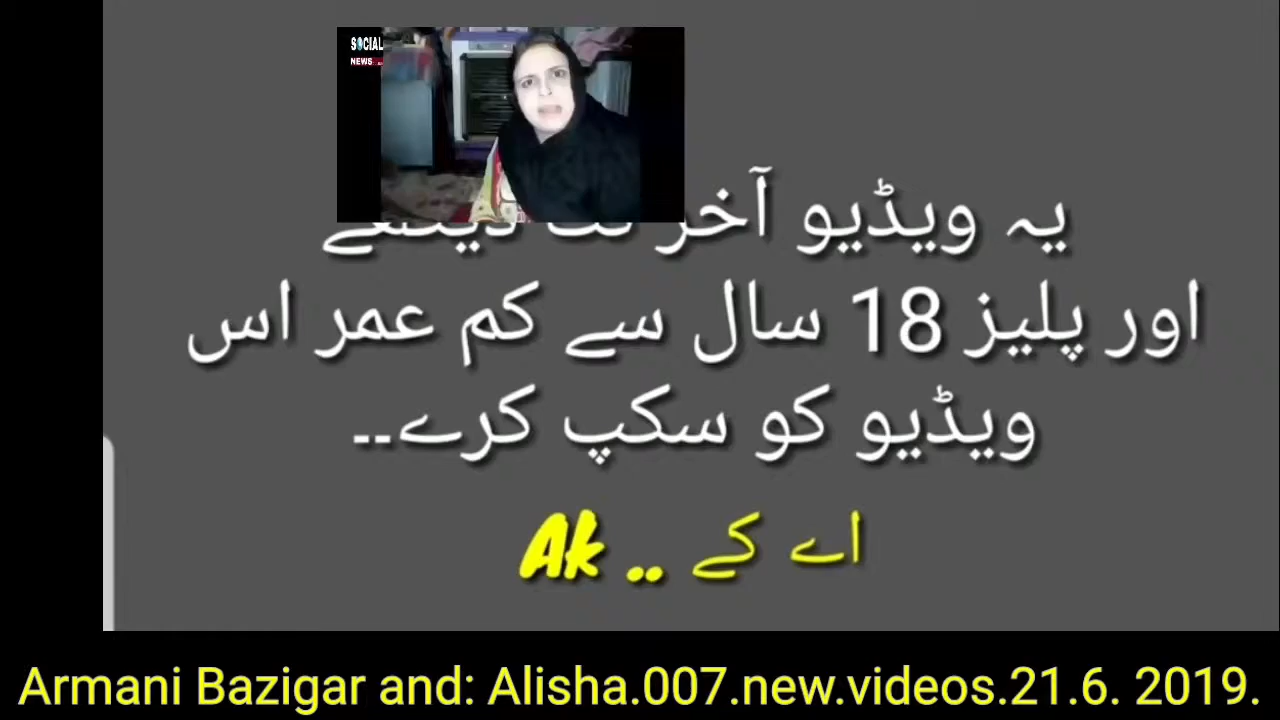 SOCIAL
NEWS
یہ ویڈیو آخر
اور پلیز 18 سال سے کم عمر اس
ویڈیو کو سکپ کرے۔۔
اے کے .. Ak
Armani Bazigar and: Alisha.007.new.videos.21.6. 2019.